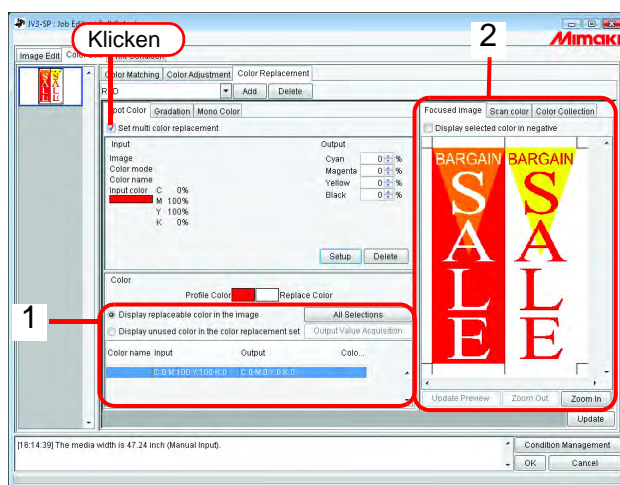 JV3-SP : Job Ed
Klicken
2
Mimaki
Image Edit
Color Matching Color Adjustment Color Replacement
Add Delete
Spot Color Gradation Mono Color
Focused image Scan color Color Collection
Set multi color replacement
Display selected color in negative
Input Output
Image
Color mode
Color name
Input color C 0%
M 100%
Y 100%
K 0%
Cyan 0 %
Magenta 0 %
Yellow 0 %
Black 0 %
Setup Delete
BARGAIN BARGAIN
SALE SALE
Color
Profile Color Replace Color
1
Display replaceable color in the image All Selections
Display unused color in the color replacement set Output Value Acquisition
Color name Input Output Colo...
C:0 M:100 Y:100 K:0 C:0 M:0 Y:0 K:0
Update Preview Zoom Out Zoom In
Update
[16:14:39] The media width is 47.24 inch (Manual Input).
Condition Management
OK Cancel